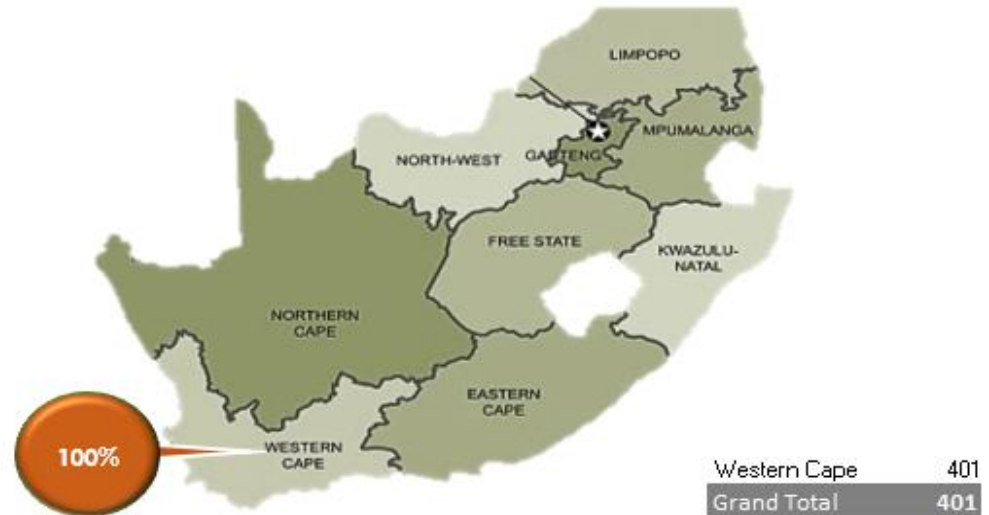 LIMPOPO
MPUMALANGA
NORTH-WEST
GAUTENG
FREE STATE
KWAZULU-
NATAL
NORTHERN
CAPE
EASTERN
CAPE
WESTERN
CAPE
100%
Western Cape 401
Grand Total 401